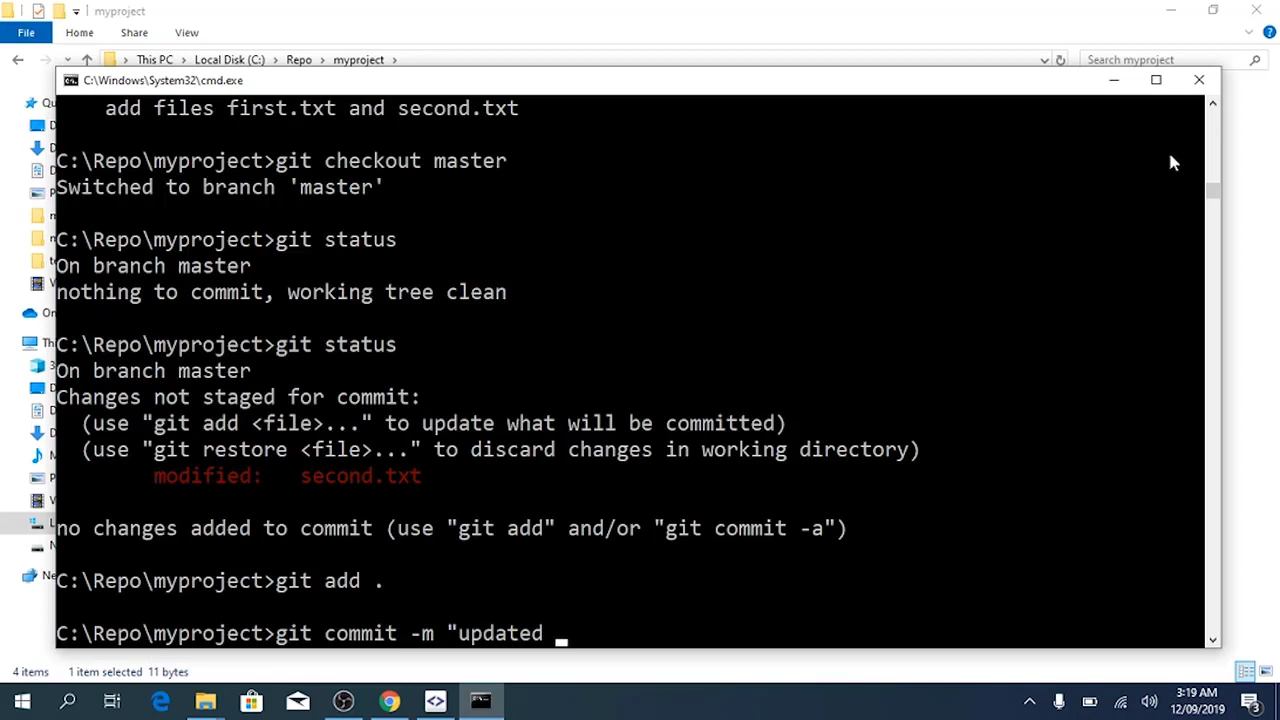 myproject
File Home Share View
This PC > Local Disk (C:) > Repo > myproject >
Search myproject
C:\Windows\System32\cmd.exe
add files first.txt and second.txt
C:\Repo\myproject>git checkout master
Switched to branch 'master'
C:\Repo\myproject>git status
On branch master
nothing to commit, working tree clean
C:\Repo\myproject>git status
On branch master
Changes not staged for commit:
(use "git add <file>..." to update what will be committed)
(use "git restore <file>..." to discard changes in working directory)
modified: second.txt
no changes added to commit (use "git add" and/or "git commit -a")
C:\Repo\myproject>git add .
C:\Repo\myproject>git commit -m "updated
4 items 1 item selected 11 bytes
3:19 AM
12/09/2019
3